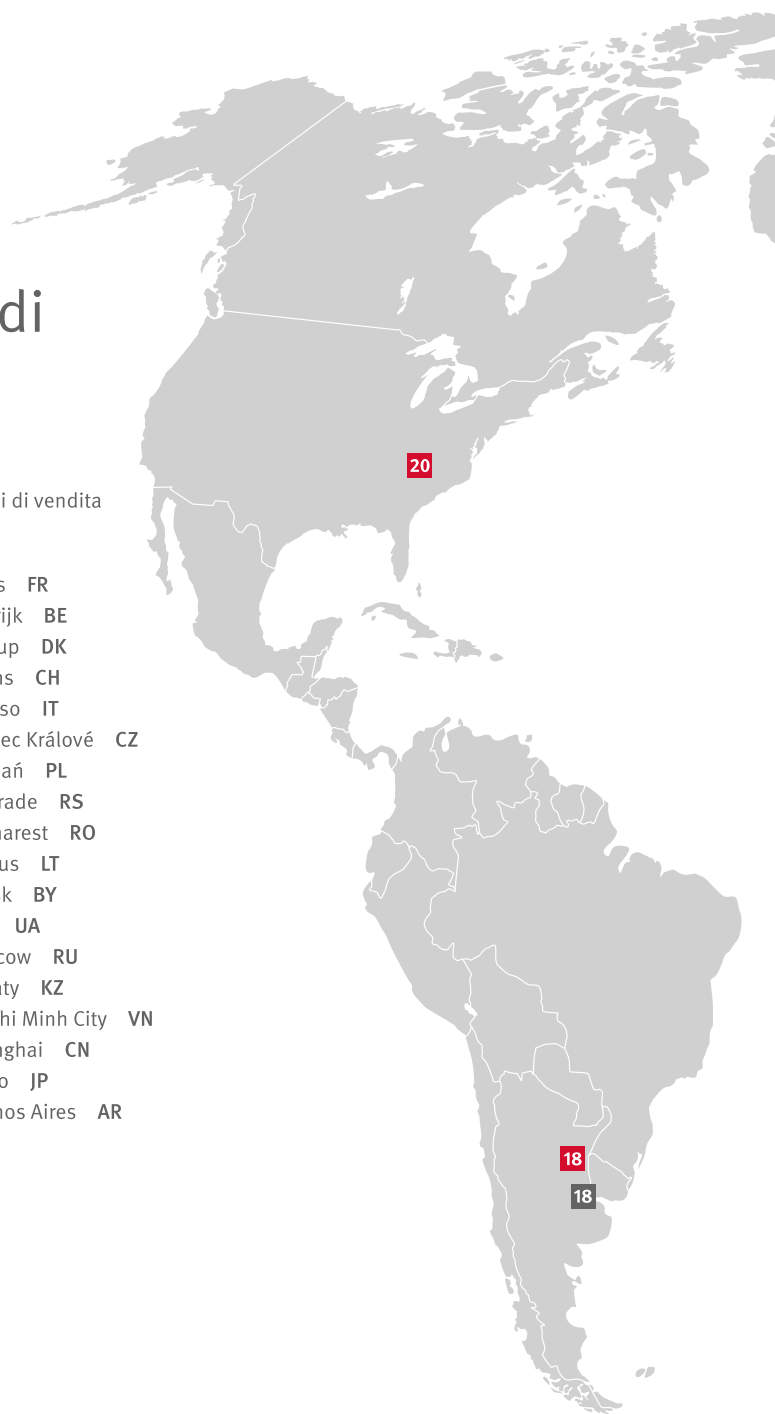 di
i di vendita
s FR
ijk BE
up DK
ns CH
so IT
ec Králové CZ
ań PL
rade RS
harest RO
us LT
k BY
UA
cow RU
aty KZ
hi Minh City VN
nghai CN
o JP
nos Aires AR
20
18
18